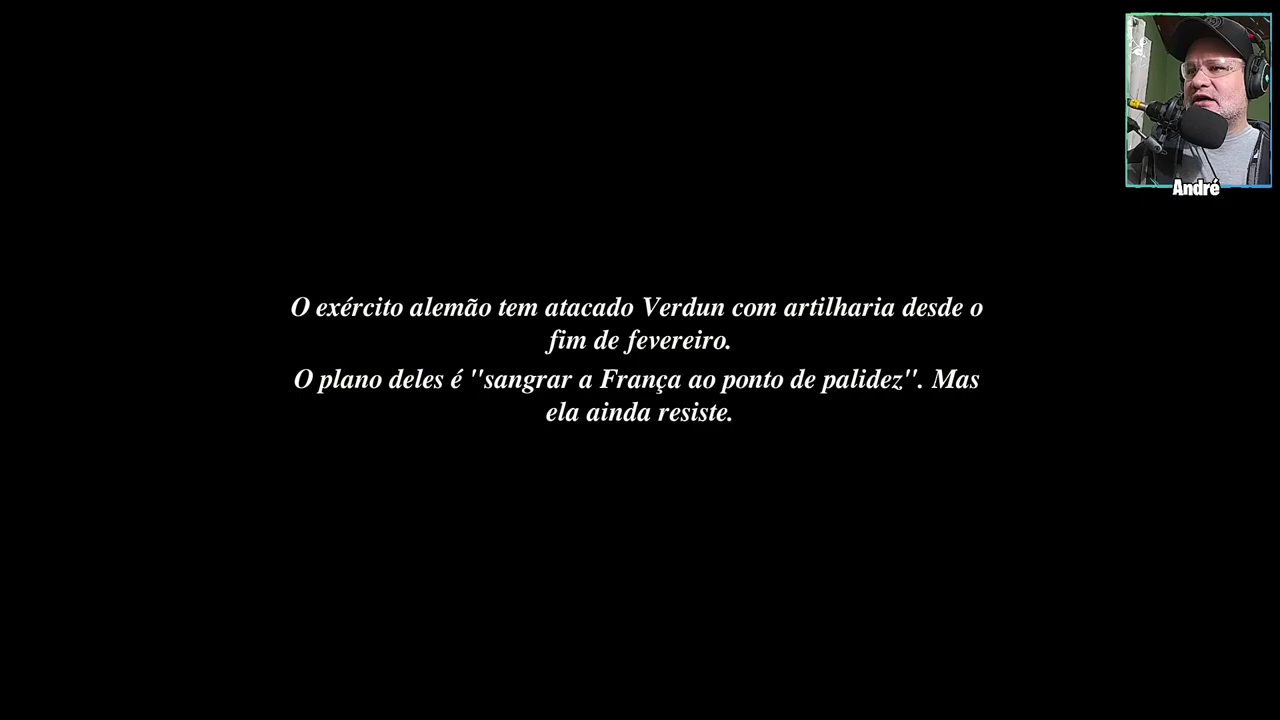 André
O exército alemão tem atacado Verdun com artilharia desde o
fim de fevereiro.
O plano deles é "sangrar a França ao ponto de palidez". Mas
ela ainda resiste.